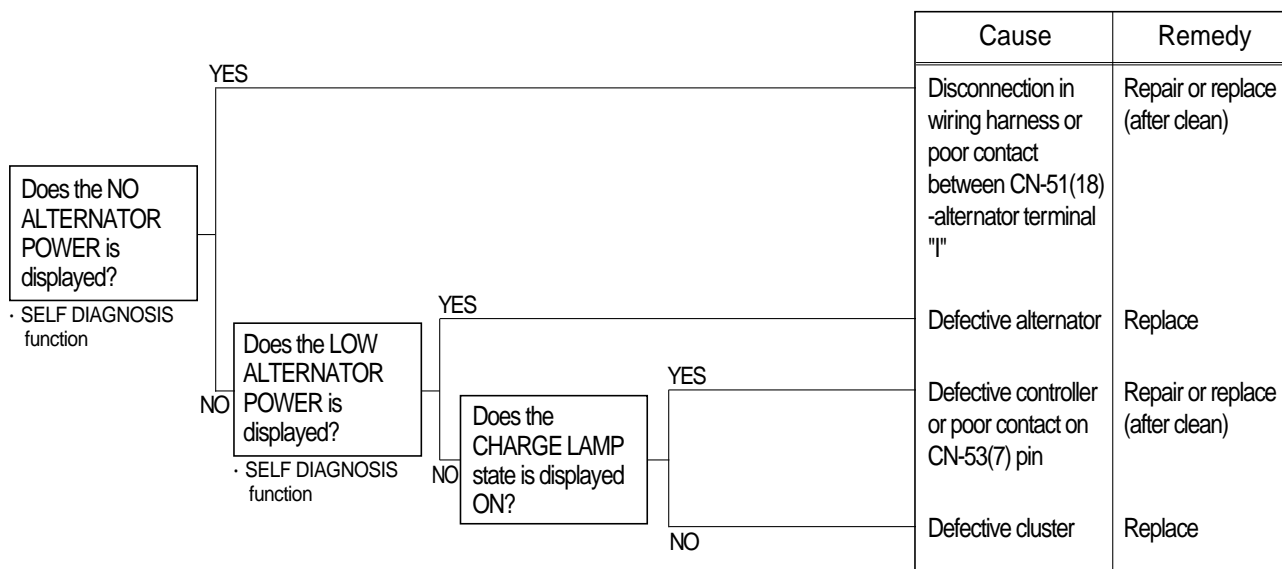 Cause
Remedy
YES
Disconnection in
wiring harness or
poor contact
between CN-51(18)
-alternator terminal
"I"
Repair or replace
(after clean)
Does the NO
ALTERNATOR
POWER is
displayed?
· SELF DIAGNOSIS
function
YES
Defective alternator
Replace
NO
Does the LOW
ALTERNATOR
POWER is
displayed?
· SELF DIAGNOSIS
function
YES
Defective controller
or poor contact on
CN-53(7) pin
Repair or replace
(after clean)
NO
Does the
CHARGE LAMP
state is displayed
ON?
NO
Defective cluster
Replace